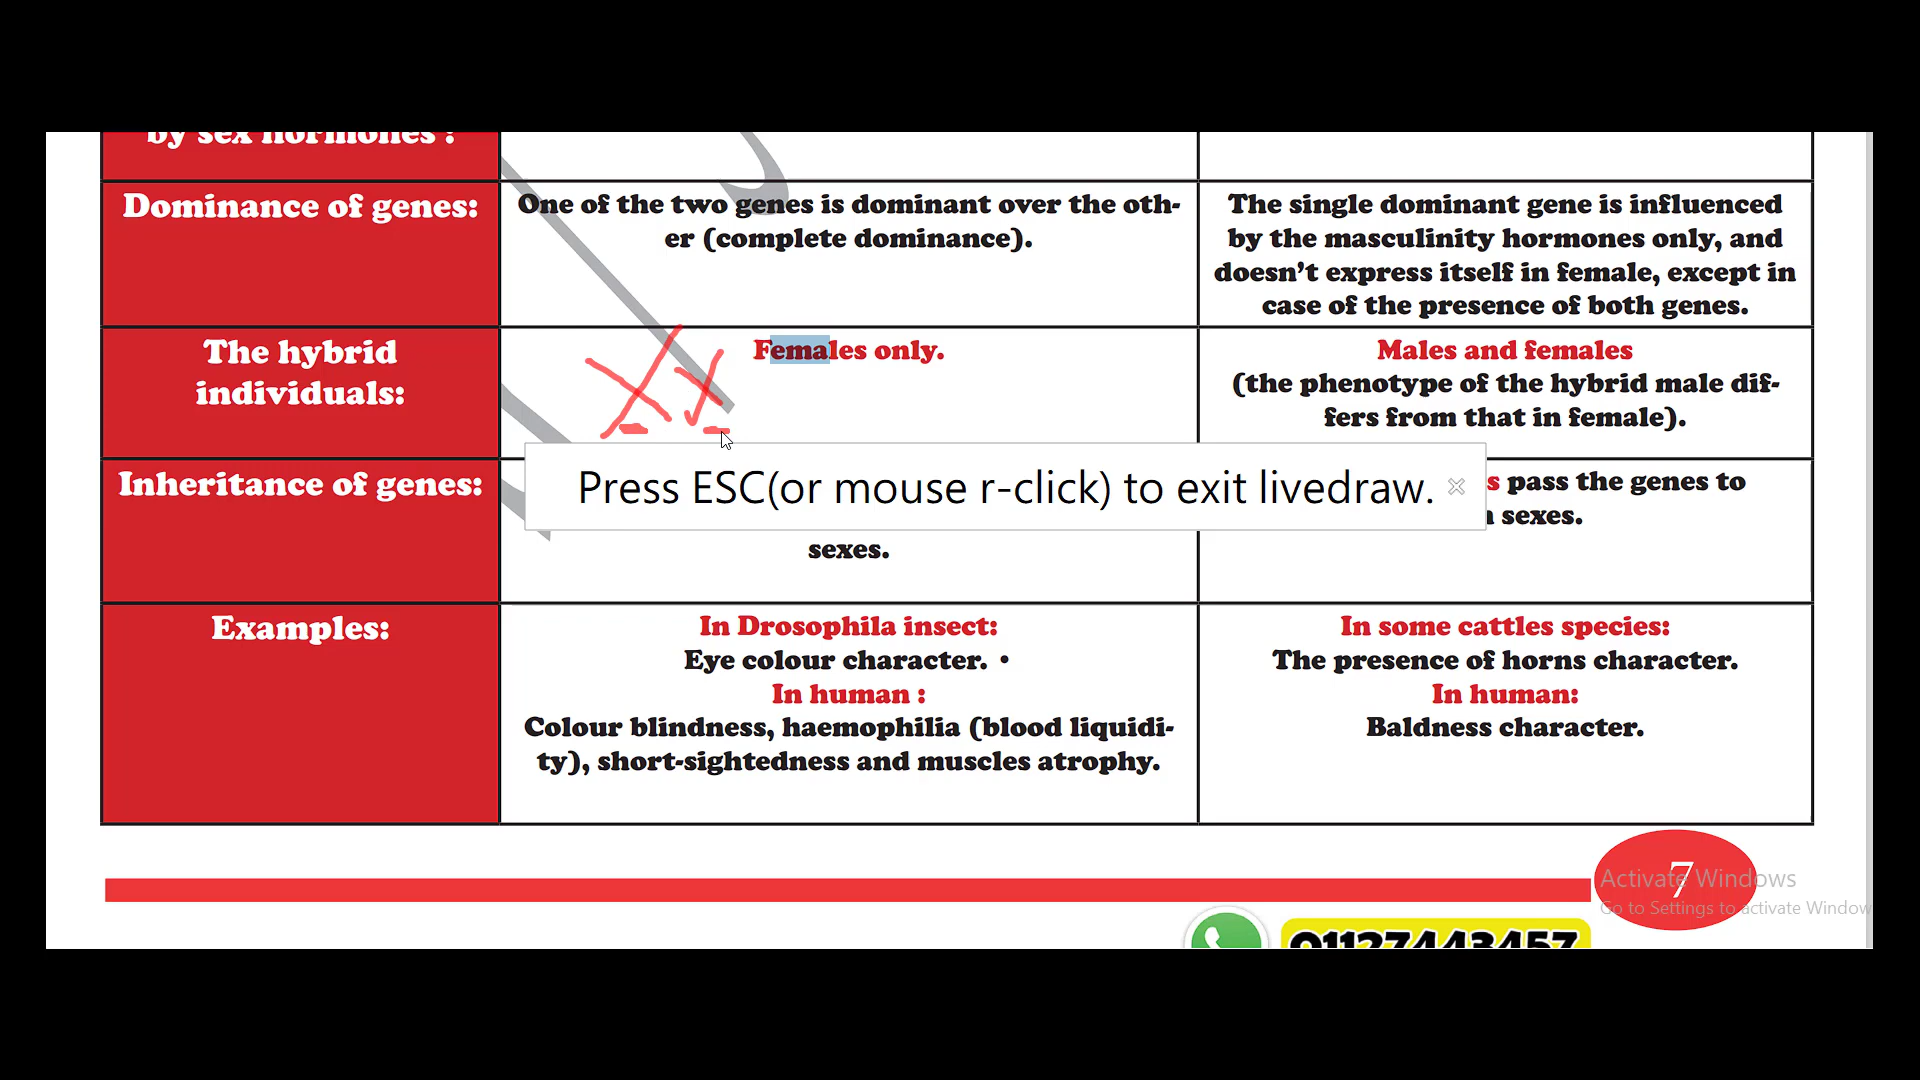 by sex hormones :
Dominance of genes:
One of the two genes is dominant over the oth-
er (complete dominance).
The single dominant gene is influenced
by the masculinity hormones only, and
doesn't express itself in female, except in
case of the presence of both genes.
The hybrid
individuals:
XX
Females only.
Males and females
(the phenotype of the hybrid male dif-
fers from that in female).
Inheritance of genes:
Press ESC(or mouse r-click) to exit livedraw.
sexes.
pass the genes to
sexes.
Examples:
In Drosophila insect:
Eye colour character. •
In human :
Colour blindness, haemophilia (blood liquidi-
ty), short-sightedness and muscles atrophy.
In some cattles species:
The presence of horns character.
In human:
Baldness character.
7
Activate Windows
Go to Settings to activate Window
01127443457